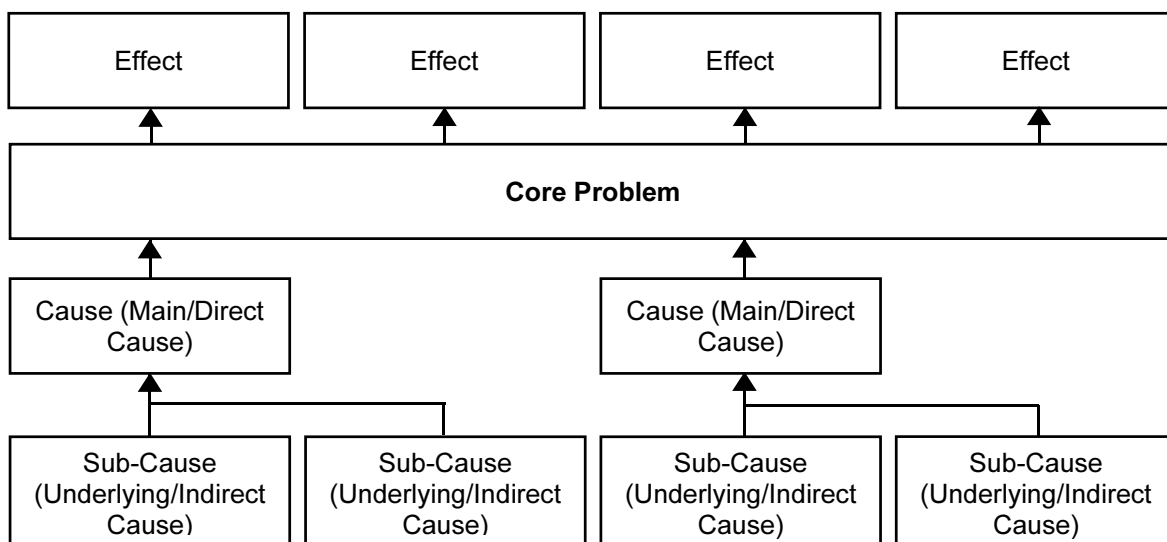 Effect
Effect
Effect
Effect
Core Problem
Cause (Main/Direct
Cause)
Cause (Main/Direct
Cause)
Sub-Cause
(Underlying/Indirect
Cause)
Sub-Cause
(Underlying/Indirect
Cause)
Sub-Cause
(Underlying/Indirect
Cause)
Sub-Cause
(Underlying/Indirect
Cause)